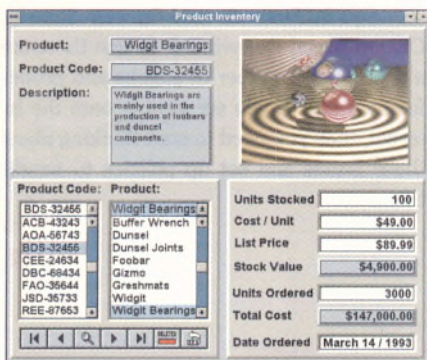 Product Inventory
Product:
Widgit Bearings
Product Code:
BDS-32455
Description:
Widgit Bearings are
mainly used in the
production of foobars
and duncel
componets.
Product Code:
BDS-32455
ACB-43243
AOA-56743
BDS-32455
CEE-24634
DBC-68434
FAO-35644
JSD-35733
REE-87653
Product:
Widgit Bearings
Buffer Wrench
Dunsel
Dunsel Joints
Foobar
Gizmo
Greshmats
Widgit
Widgit Bearings
DELETED
Units Stocked
100
Cost / Unit
$49.00
List Price
$89.99
Stock Value
$4,900.00
Units Ordered
3000
Total Cost
$147,000.00
Date Ordered
March 14 / 1993